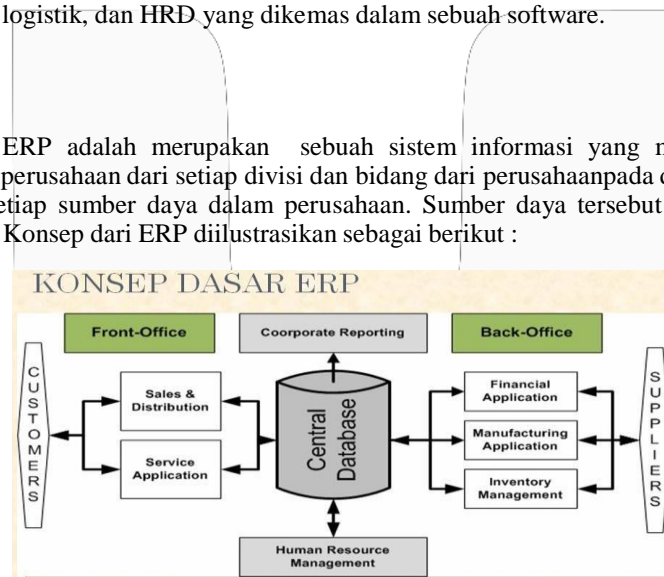 logistik, dan HRD yang dikemas dalam sebuah software.
ERP adalah merupakan sebuah sistem informasi yang
perusahaan dari setiap divisi dan bidang dari perusahaanpada
setiap sumber daya dalam perusahaan. Sumber daya tersebut
Konsep dari ERP diilustrasikan sebagai berikut :
KONSEP DASAR ERP
Front-Office
Coorporate Reporting
Back-Office
CUSTOMERS
Sales &
Distribution
Service
Application
Central
Database
Financial
Application
Manufacturing
Application
Inventory
Management
SUPPLIERS
Human Resource
Management